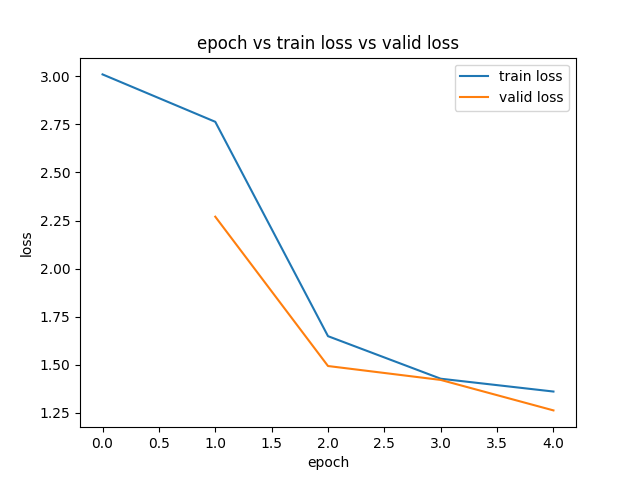 epoch vs train loss vs valid loss
train loss
valid loss
3.00
2.75
2.50
2.25
2.00
1.75
1.50
1.25
loss
0.0 0.5 1.0 1.5 2.0 2.5 3.0 3.5 4.0
epoch